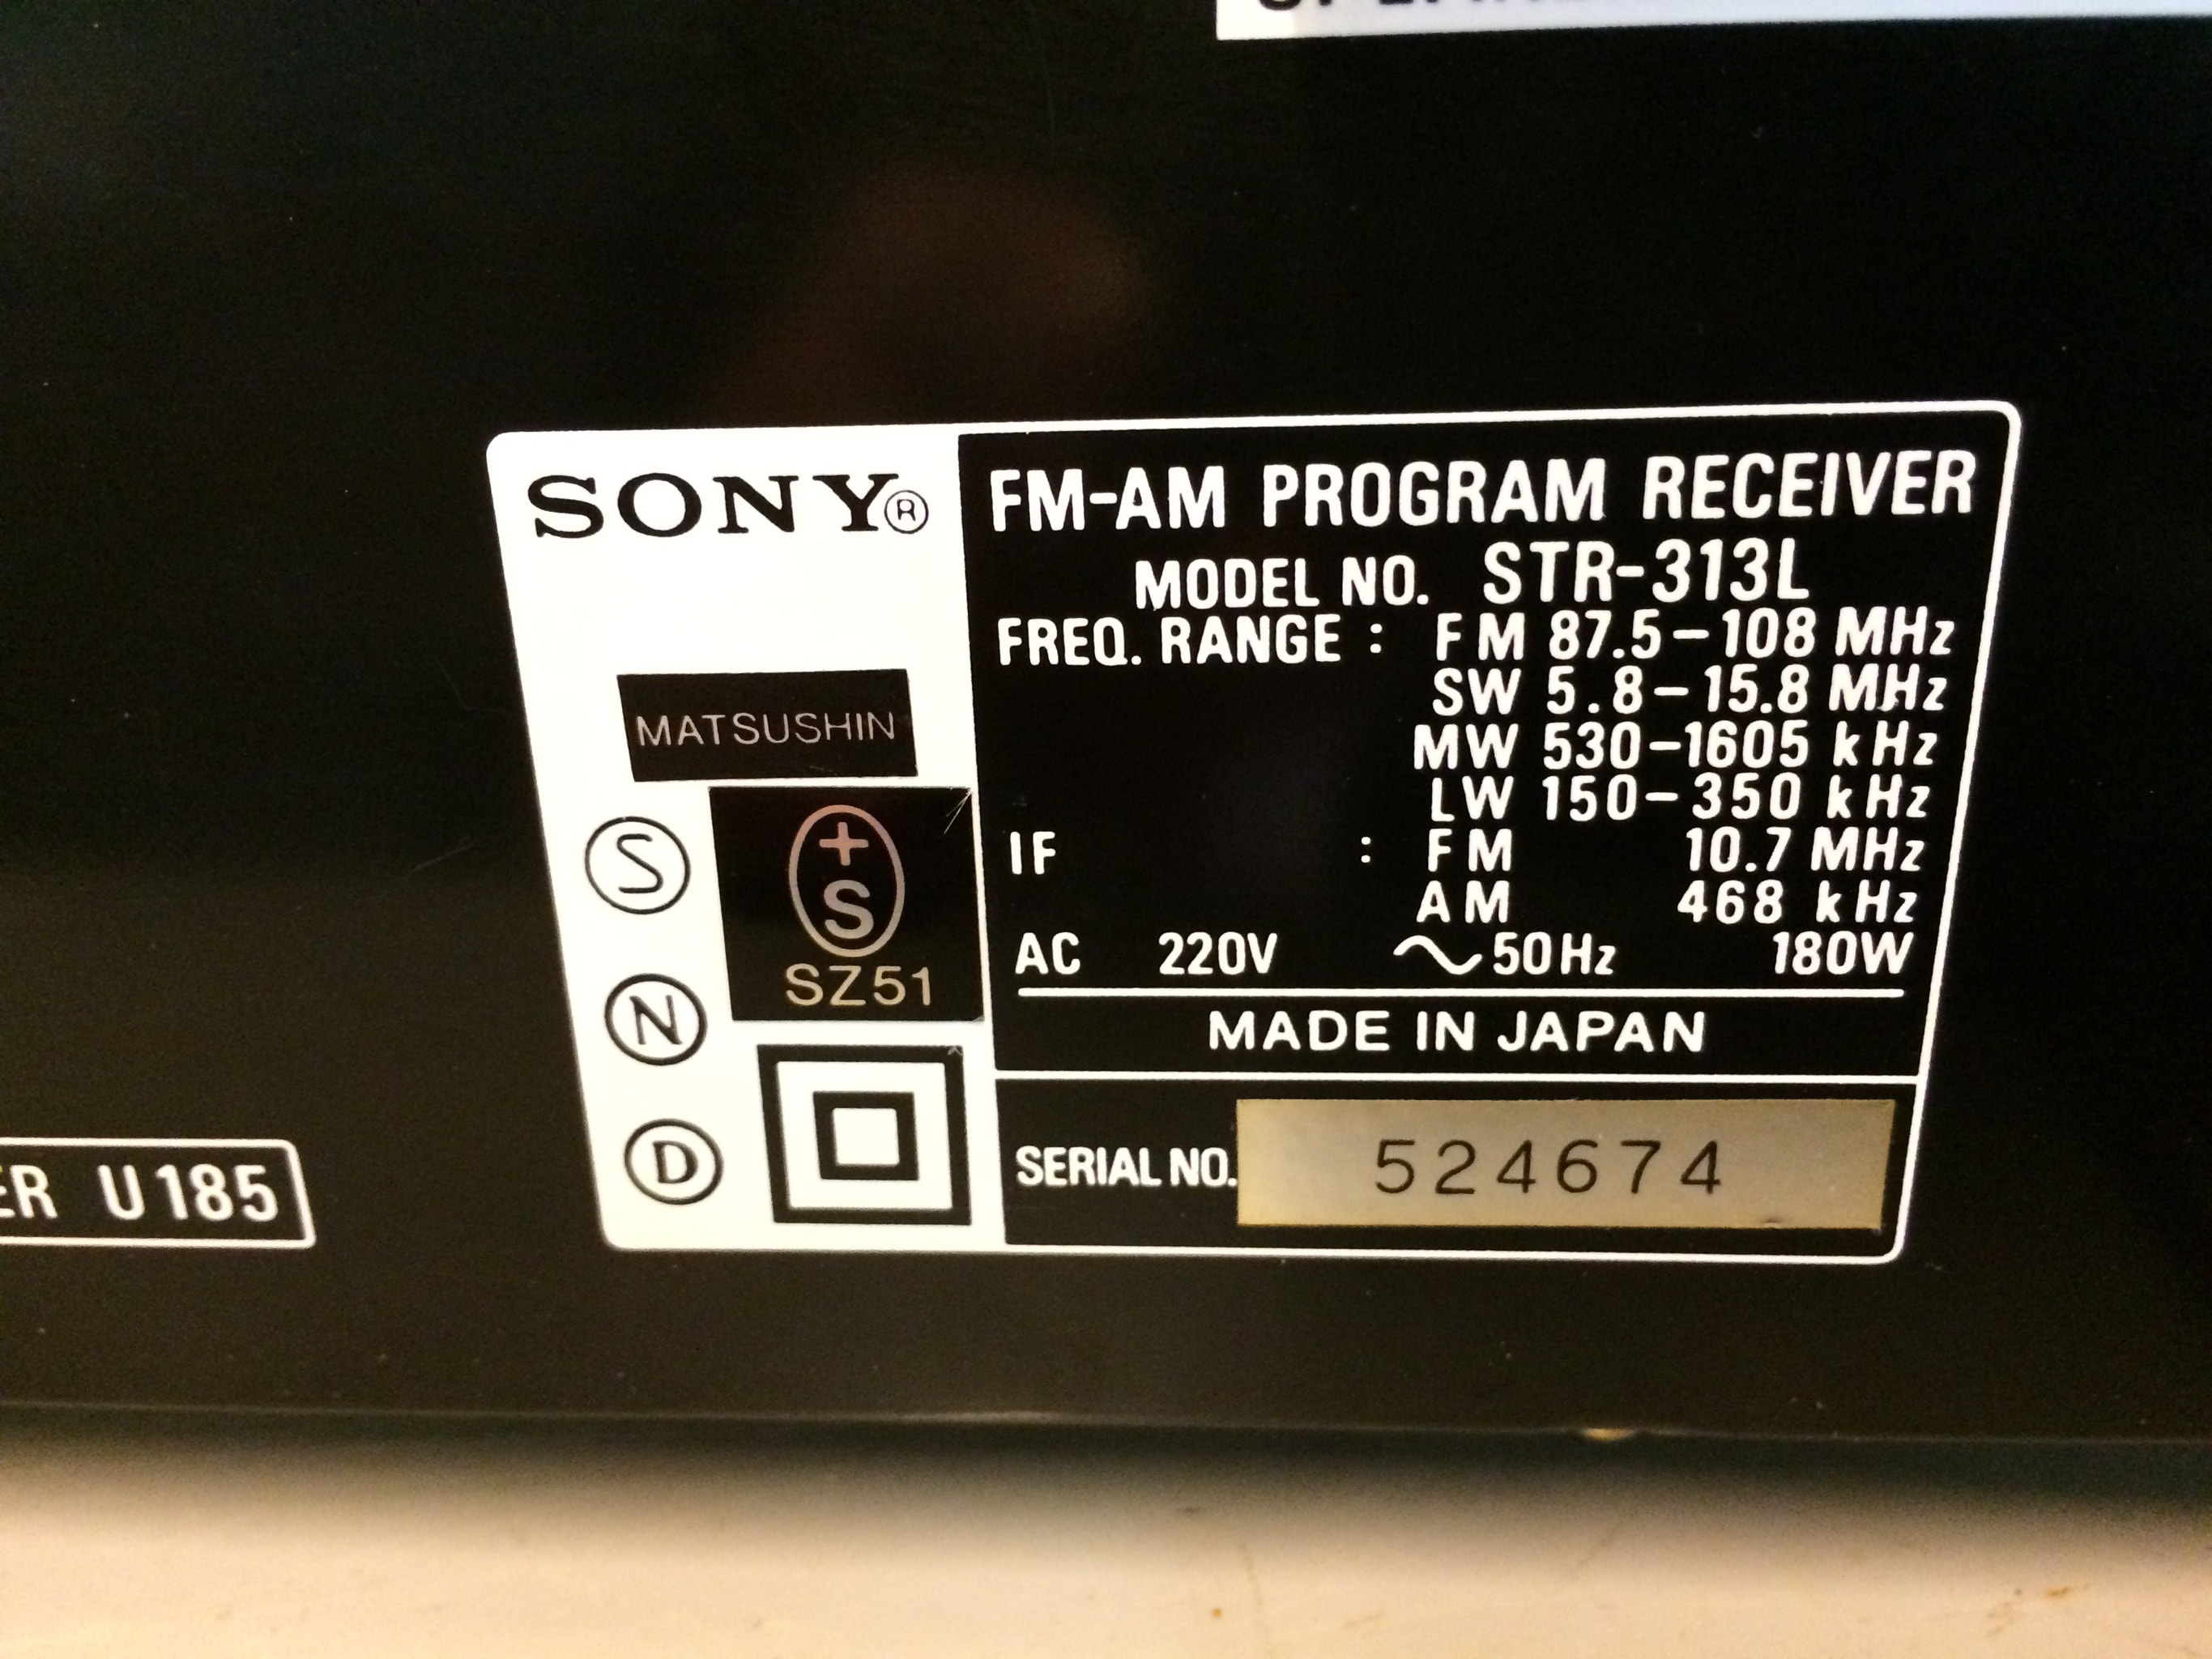 SONY®
FM-AM PROGRAM RECEIVER
MODEL NO. STR-313L
FREQ. RANGE : FM 87.5-108 MHz
SW 5.8-15.8 MHz
MW 530-1605 kHz
LW 150-350 kHz
IF : FM 10.7 MHz
AM 468 kHz
AC 220V ~50Hz 180W
MADE IN JAPAN
SERIAL NO. 524674
MATSUSHIN
+S
SZ51
S
N
D
U185